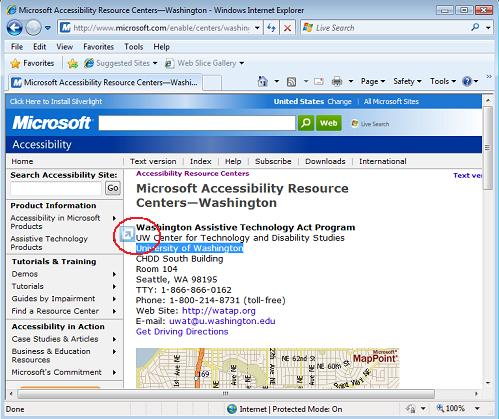 Microsoft Accessibility Resource Centers—Washington - Windows Internet Explorer
http://www.microsoft.com/enable/centers/washin
Live Search
File Edit View Favorites Tools Help
Favorites Suggested Sites Web Slice Gallery
Microsoft Accessibility Resource Centers—Washi...
Page Safety Tools
Click Here to Install Silverlight
United States Change | All Microsoft Sites
Microsoft
Web
Live Search
Accessibility
Home
Text version | Index | Help | Subscribe | Downloads | International
Search Accessibility Site:
Go
Product Information
Accessibility in Microsoft Products
Assistive Technology Products
Tutorials & Training
Demos
Tutorials
Guides by Impairment
Find a Resource Center
Accessibility in Action
Case Studies & Articles
Business & Education Resources
Microsoft's Commitment
Accessibility Resource Centers
Text ver
Microsoft Accessibility Resource
Centers—Washington
Washington Assistive Technology Act Program
UW Center for Technology and Disability Studies
University of Washington
CHDD South Building
Room 104
Seattle, WA 98195
TTY: 1-866-866-0162
Phone: 1-800-214-8731 (toll-free)
Web Site: http://watap.org
E-mail: uwat@u.washington.edu
Get Driving Directions
NE 62nd St
NE 60th
Microsoft
MapPoint
1st Ave NE
Done
Internet | Protected Mode: On
100%